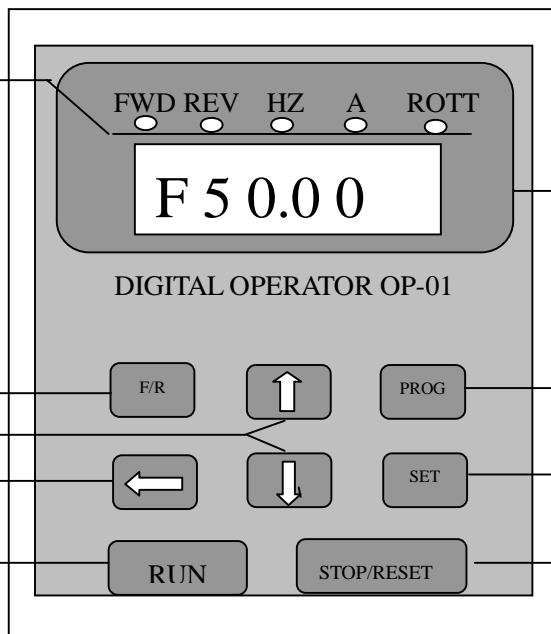 FWD REV HZ A ROTT
F 5 0.0 0
DIGITAL OPERATOR OP-01
F/R PROG
SET
RUN STOP/RESET